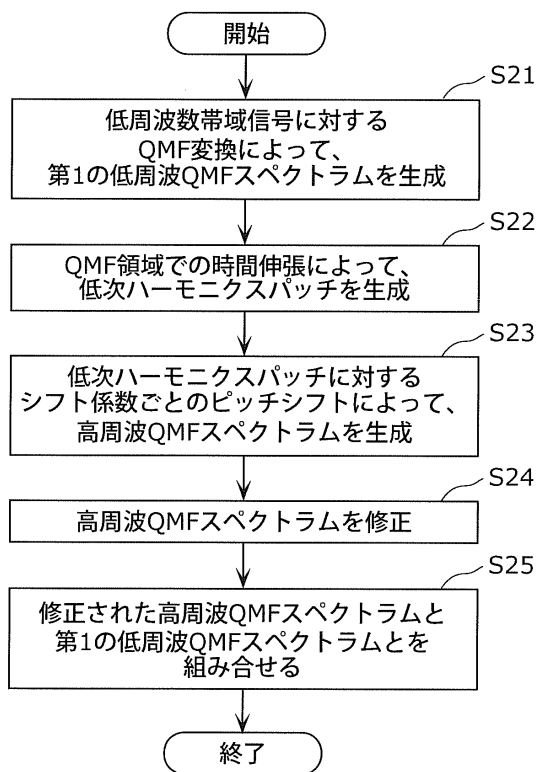 開始
S21
低周波数帯域信号に対する
QMF変換によって、
第1の低周波QMFスペクトラムを生成
S22
QMF領域での時間伸張によって、
低次ハーモニクスパッチを生成
S23
低次ハーモニクスパッチに対する
シフト係数ごとのピッチシフトによって、
高周波QMFスペクトラムを生成
S24
高周波QMFスペクトラムを修正
S25
修正された高周波QMFスペクトラムと
第1の低周波QMFスペクトラムとを
組み合せる
終了